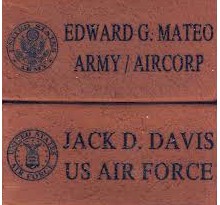 EDWARD G. MATEO
ARMY / AIRCORP
JACK D. DAVIS
US AIR FORCE